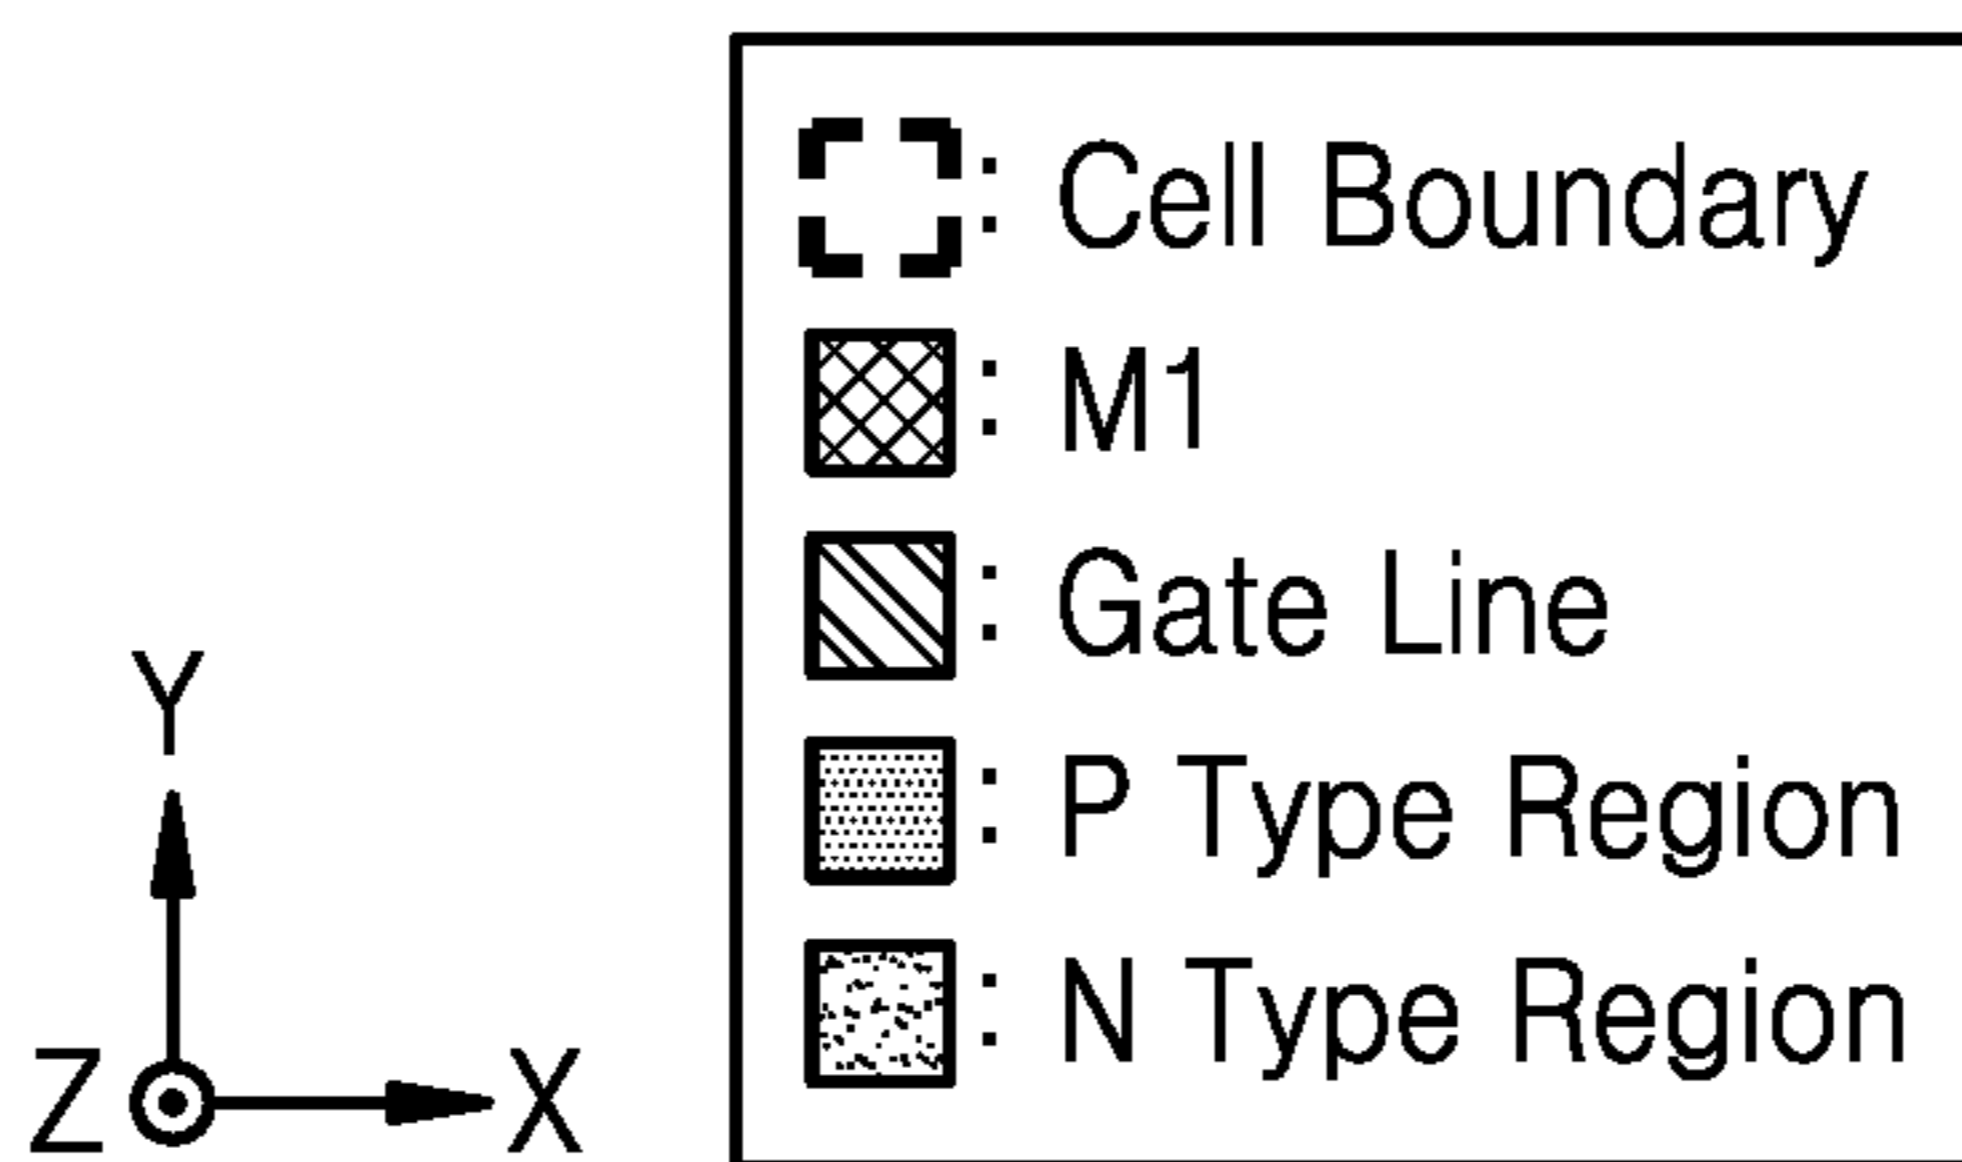 : Cell Boundary
: M1
: Gate Line
: P Type Region
: N Type Region
Y
Z
X